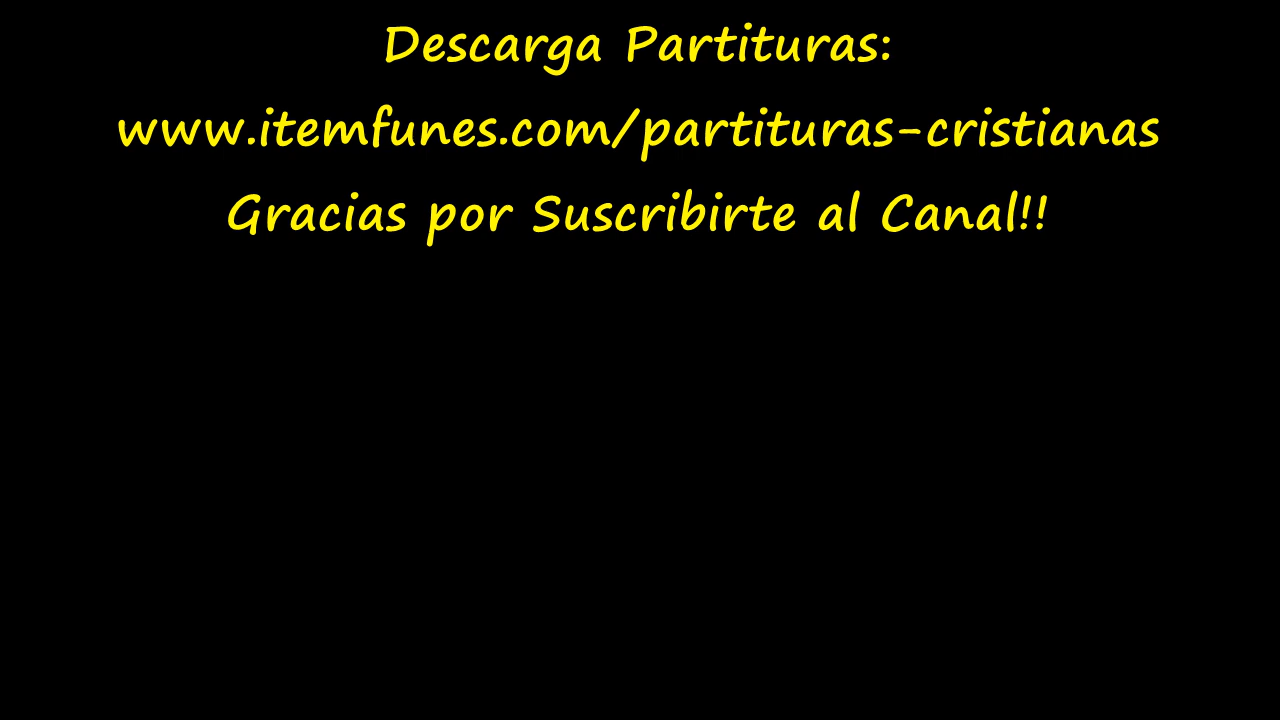 Descarga Partituras:
www.itemfunes.com/partituras-cristianas
Gracias por Suscribirte al Canal!!